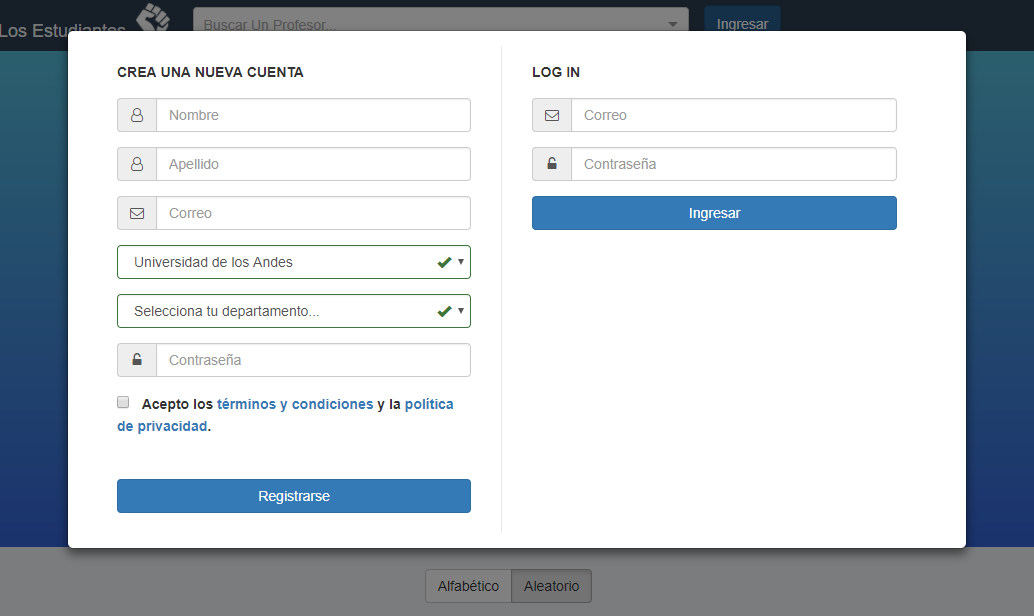 Los Estudiantes
Buscar Un Profesor...
Ingresar
CREA UNA NUEVA CUENTA
Nombre
Apellido
Correo
Universidad de los Andes
Selecciona tu departamento...
Contraseña
Acepto los términos y condiciones y la política
de privacidad.
Registrarse
LOG IN
Correo
Contraseña
Ingresar
Alfabético
Aleatorio